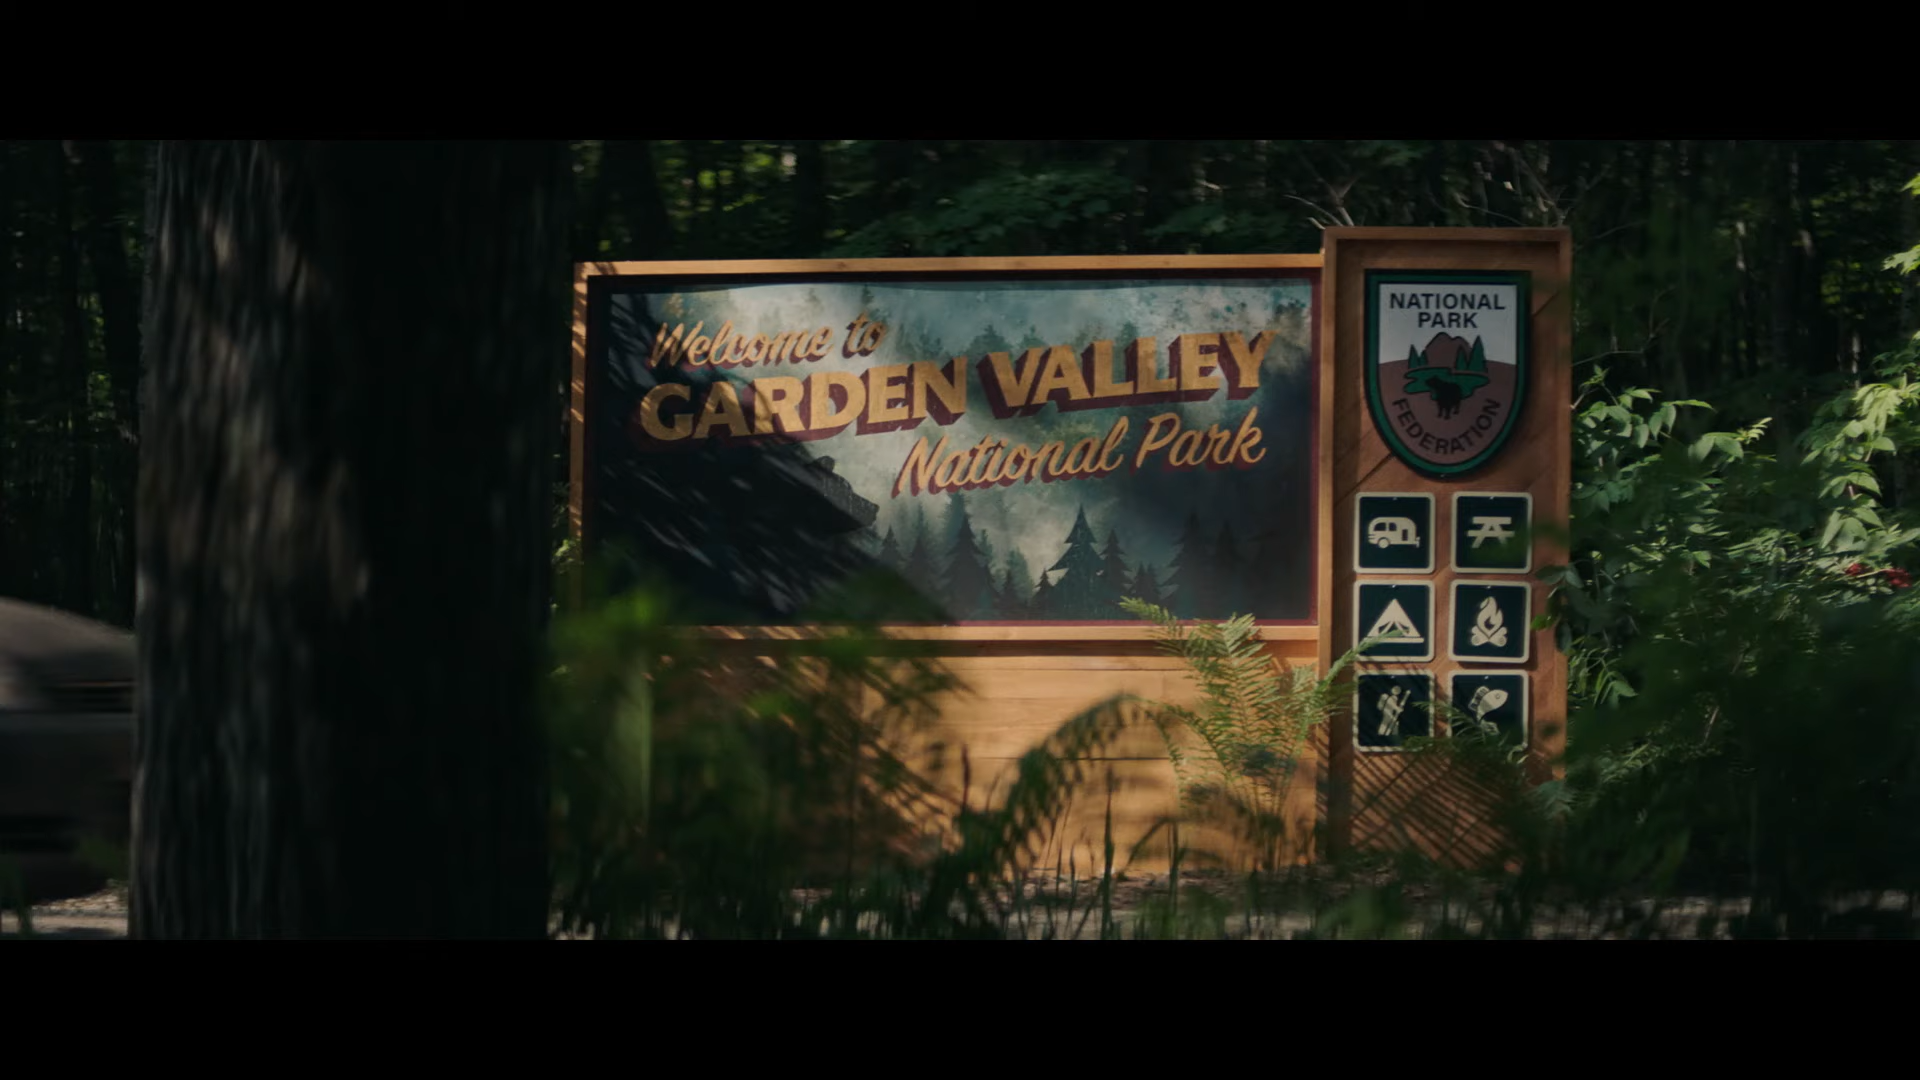 Welcome to
GARDEN VALLEY
National Park
NATIONAL
PARK
FEDERATION